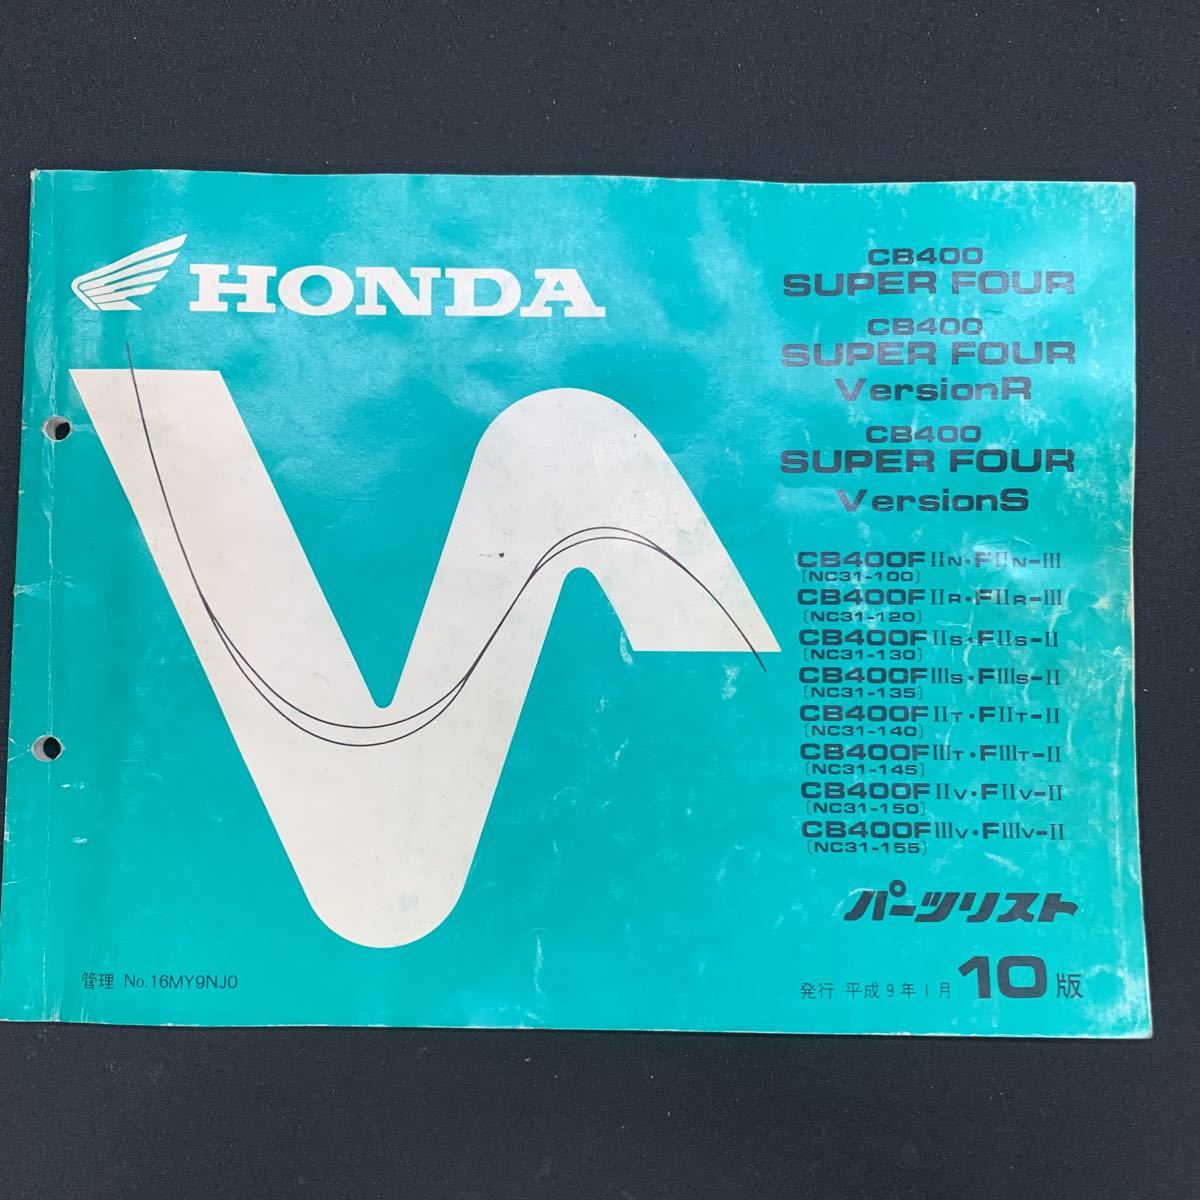 HONDA
CB400
SUPER FOUR
CB400
SUPER FOUR
VersionR
CB400
SUPER FOUR
VersionS
CB400FⅡN・FⅡN-Ⅲ
〔NC31-100〕
CB400FⅡR・FⅡR-Ⅲ
〔NC31-120〕
CB400FⅡS・FⅡS-Ⅱ
〔NC31-130〕
CB400FⅢS・FⅢS-Ⅱ
〔NC31-135〕
CB400FⅡT・FⅡT-Ⅱ
〔NC31-140〕
CB400FⅢT・FⅢT-Ⅱ
〔NC31-145〕
CB400FⅡV・FⅡV-Ⅱ
〔NC31-150〕
CB400FⅢV・FⅢV-Ⅱ
〔NC31-155〕
パーツリスト
管理 No.16MY9NJ0
発行 平成9年1月 10版